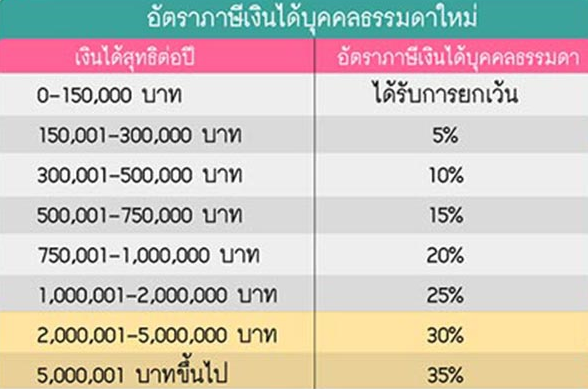 อัตราภาษีเงินได้บุคคลธรรมดาใหม่
เงินได้สุทธิต่อปี อัตราภาษีเงินได้บุคคลธรรมดา
0-150,000 บาท ได้รับการยกเว้น
150,001-300,000 บาท 5%
300,001-500,000 บาท 10%
500,001-750,000 บาท 15%
750,001-1,000,000 บาท 20%
1,000,001-2,000,000 บาท 25%
2,000,001-5,000,000 บาท 30%
5,000,001 บาทขึ้นไป 35%